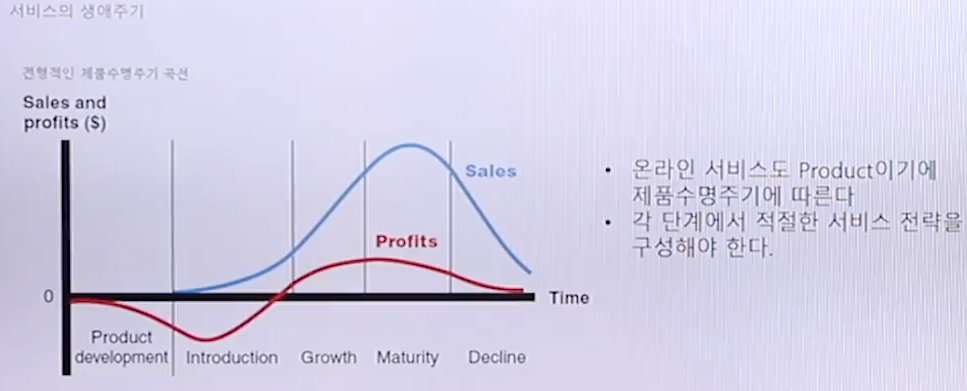 서비스의 생애주기
전형적인 제품수명주기 곡선
Sales and
profits ($)
Sales
Profits
0
Time
Product
development
Introduction
Growth
Maturity
Decline
• 온라인 서비스도 Product이기에
제품수명주기에 따른다
• 각 단계에서 적절한 서비스 전략을
구성해야 한다.